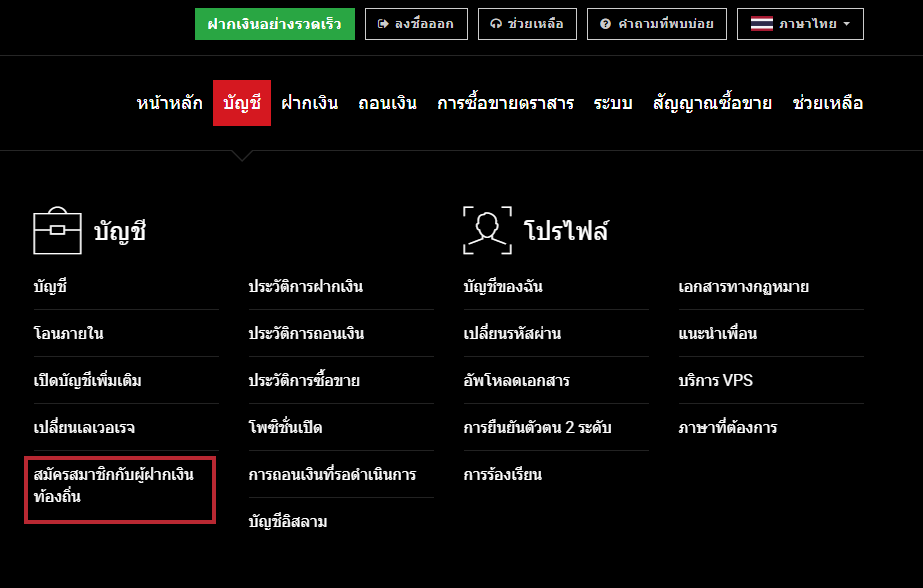 ฝากเงินอย่างรวดเร็ว ลงชื่อออก ช่วยเหลือ คำถามที่พบบ่อย ภาษาไทย
หน้าหลัก บัญชี ฝากเงิน ถอนเงิน การซื้อขายตราสาร ระบบ สัญญาณซื้อขาย ช่วยเหลือ
บัญชี
บัญชี
โอนภายใน
เปิดบัญชีเพิ่มเติม
เปลี่ยนเลเวอเรจ
สมัครสมาชิกกับผู้ฝากเงิน
ท้องถิ่น
ประวัติการฝากเงิน
ประวัติการถอนเงิน
ประวัติการซื้อขาย
โพซิชั่นเปิด
การถอนเงินที่รอดำเนินการ
บัญชีอิสลาม
โปรไฟล์
บัญชีของฉัน
เปลี่ยนรหัสผ่าน
อัพโหลดเอกสาร
การยืนยันตัวตน 2 ระดับ
การร้องเรียน
เอกสารทางกฎหมาย
แนะนำเพื่อน
บริการ VPS
ภาษาที่ต้องการ